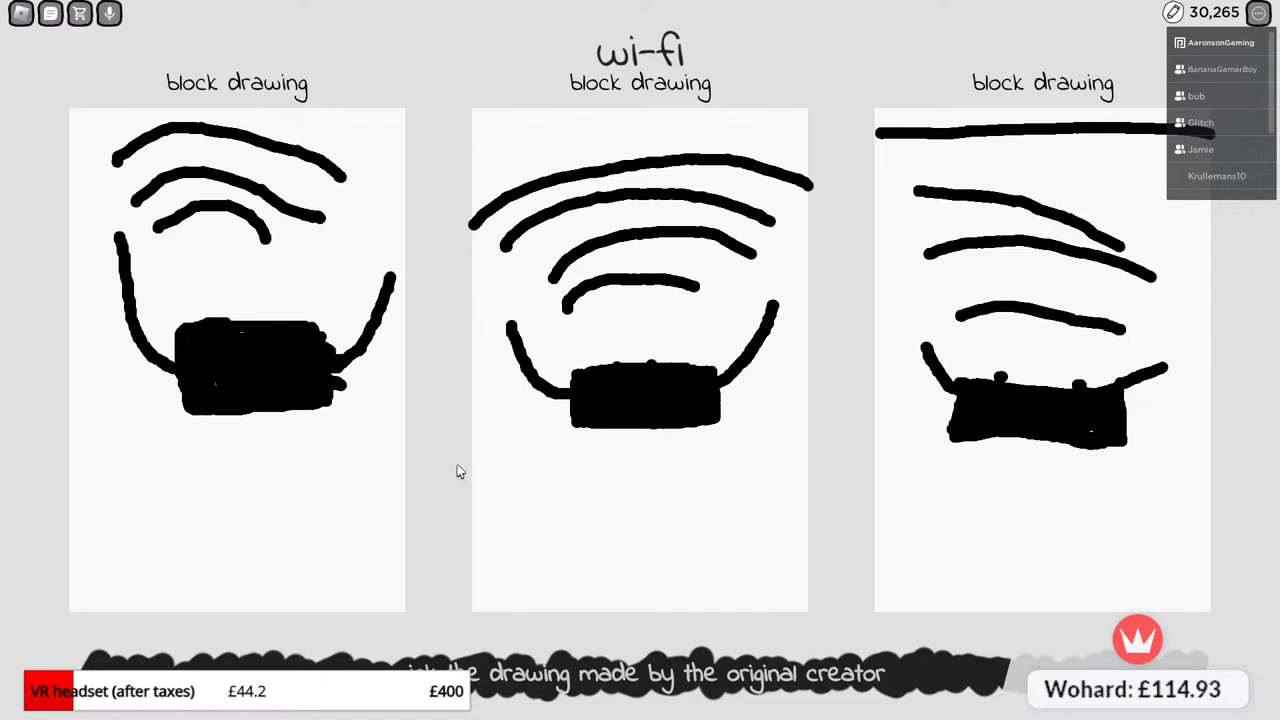 30,265
wi-fi
block drawing
block drawing
block drawing
AaronsonGaming
BananaGamerBoy
bub
Glitch
Jamie
Krullemans10
the drawing made by the original creator
VR headset (after taxes) £44.2 £400
Wohard: £114.93